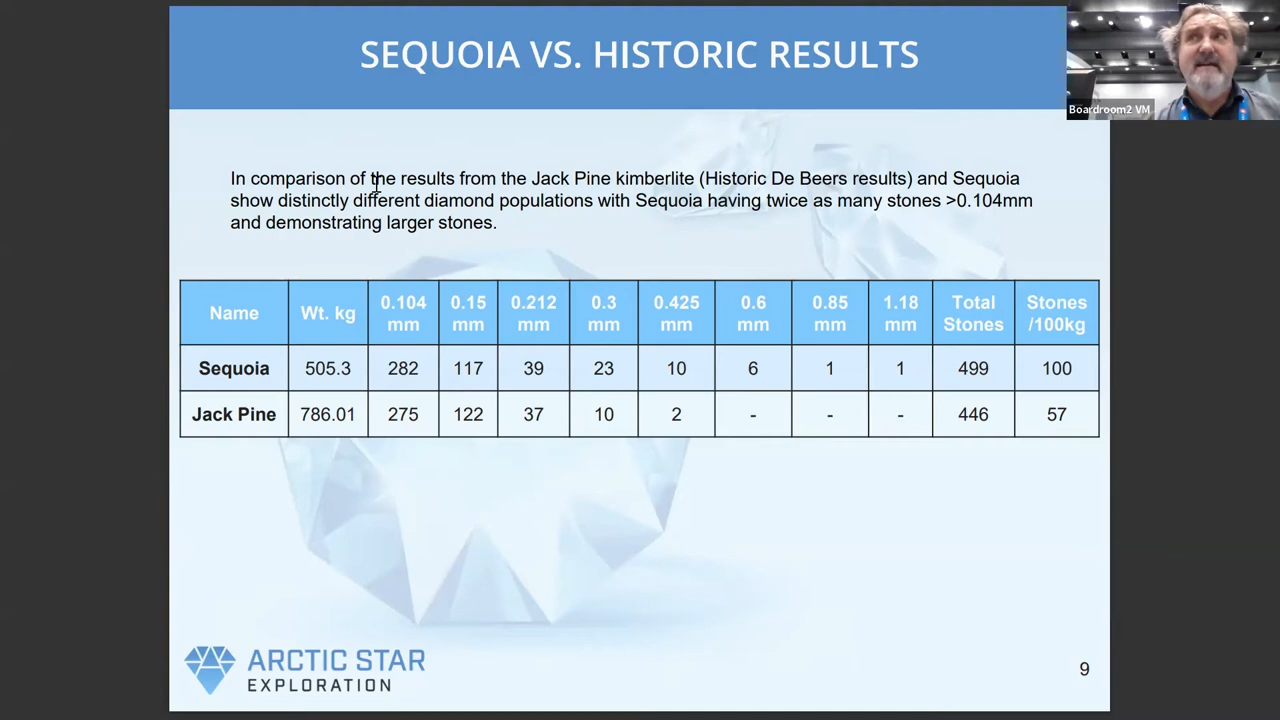 SEQUOIA VS. HISTORIC RESULTS
Boardroom2 VM
In comparison of the results from the Jack Pine kimberlite (Historic De Beers results) and Sequoia
show distinctly different diamond populations with Sequoia having twice as many stones >0.104mm
and demonstrating larger stones.
Name Wt. kg 0.104 mm 0.15 mm 0.212 mm 0.3 mm 0.425 mm 0.6 mm 0.85 mm 1.18 mm Total Stones Stones /100kg
Sequoia 505.3 282 117 39 23 10 6 1 1 499 100
Jack Pine 786.01 275 122 37 10 2 - - - 446 57
ARCTIC STAR
EXPLORATION
9